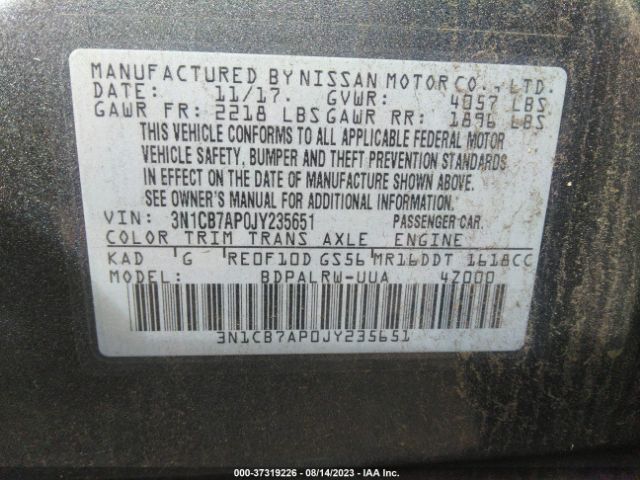 MANUFACTURED BY NISSAN MOTOR CO., LTD.
DATE: 11/17. GVWR: 4057 LBS
GAWR FR: 2218 LBS GAWR RR: 1896 LBS
THIS VEHICLE CONFORMS TO ALL APPLICABLE FEDERAL MOTOR
VEHICLE SAFETY, BUMPER AND THEFT PREVENTION STANDARDS
IN EFFECT ON THE DATE OF MANUFACTURE SHOWN ABOVE.
SEE OWNER'S MANUAL FOR ADDITIONAL INFORMATION.
VIN: 3N1CB7AP0JY235651 PASSENGER CAR.
COLOR TRIM TRANS AXLE ENGINE
KAD G RE0F10D GS56 MR16DDT 1618CC
MODEL: BDPALRW-UUA 4Z000
3N1CB7AP0JY235651
000-37319226 - 08/14/2023 - IAA Inc.